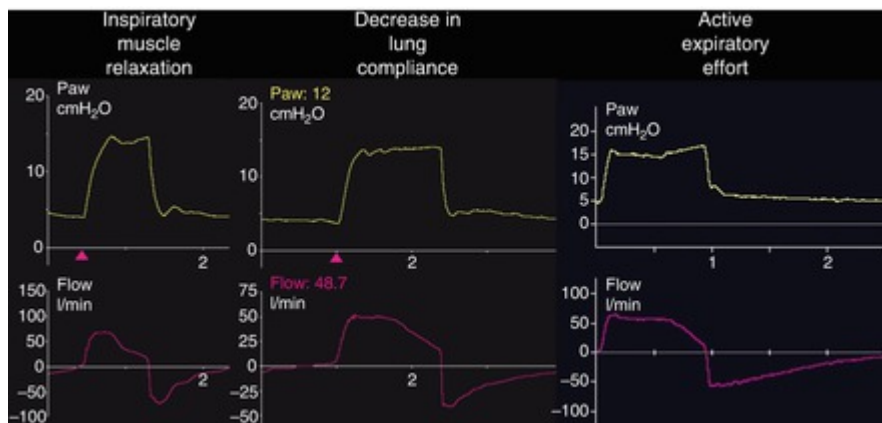 Inspiratory
muscle
relaxation
Decrease in
lung
compliance
Active
expiratory
effort
20
Paw
cmH₂O
10
0
2
20
Paw: 12
cmH₂O
10
0
2
Paw
cmH₂O
20
15
10
5
0
1
2
150
Flow
l/min
100
50
0
2
−50
−100
75
Flow: 48.7
l/min
50
25
0
2
−25
−50
Flow
l/min
100
50
0
−50
−100